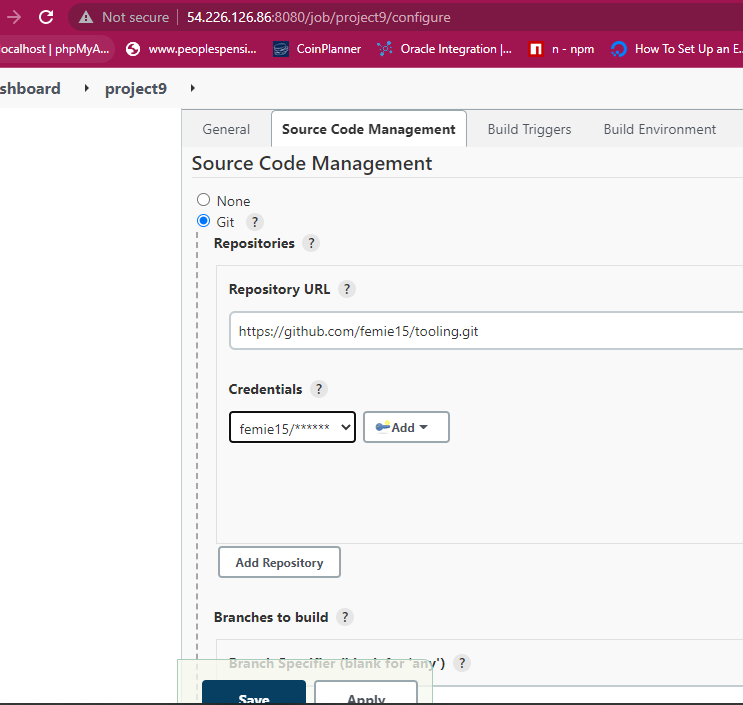 Not secure | 54.226.126.86:8080/job/project9/configure
ocalhost | phpMyA... www.peoplespensi... CoinPlanner Oracle Integration |... n - npm How To Set Up an E...
shboard project9
General Source Code Management Build Triggers Build Environment
Source Code Management
None
Git ?
Repositories ?
Repository URL ?
https://github.com/femie15/tooling.git
Credentials ?
femie15/****** Add
Add Repository
Branches to build ?
Branch Specifier (blank for 'any') ?
Save Apply